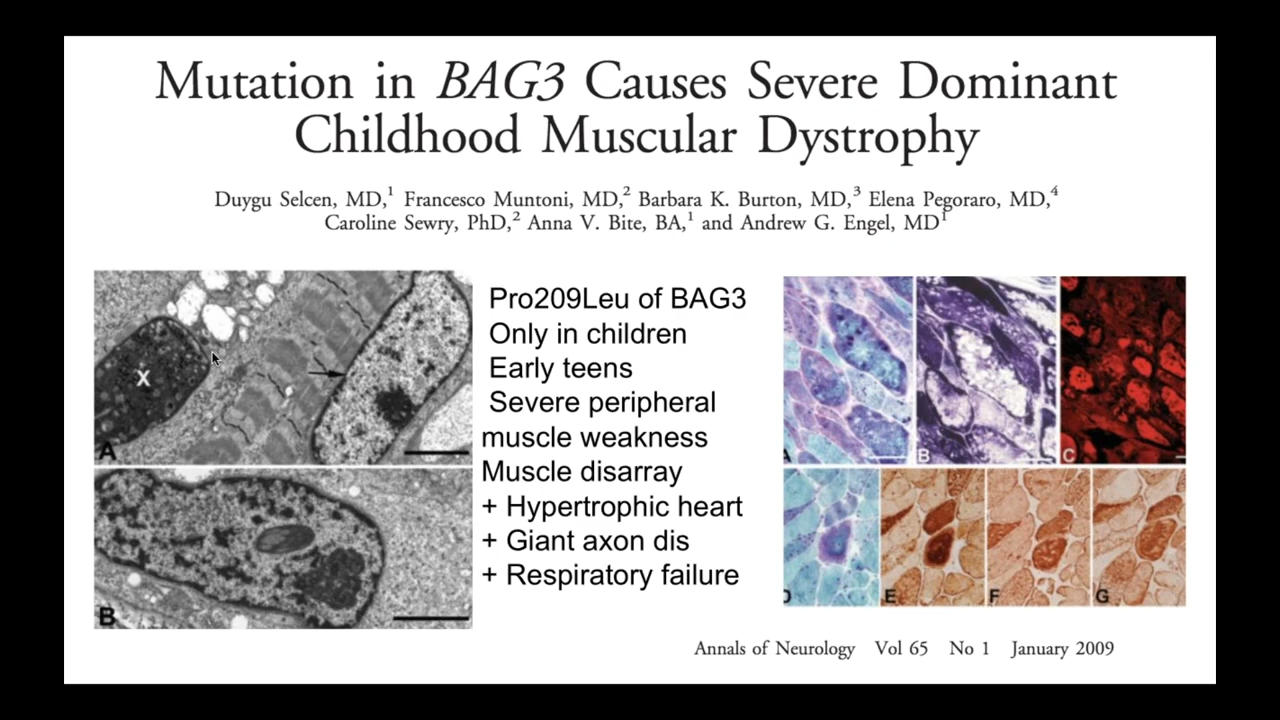 Mutation in BAG3 Causes Severe Dominant
Childhood Muscular Dystrophy
Duygu Selcen, MD,¹ Francesco Muntoni, MD,² Barbara K. Burton, MD,³ Elena Pegoraro, MD,⁴
Caroline Sewry, PhD,² Anna V. Bite, BA,¹ and Andrew G. Engel, MD¹
X
A
B
Pro209Leu of BAG3
Only in children
Early teens
Severe peripheral
muscle weakness
Muscle disarray
+ Hypertrophic heart
+ Giant axon dis
+ Respiratory failure
A B C
D E F G
Annals of Neurology Vol 65 No 1 January 2009